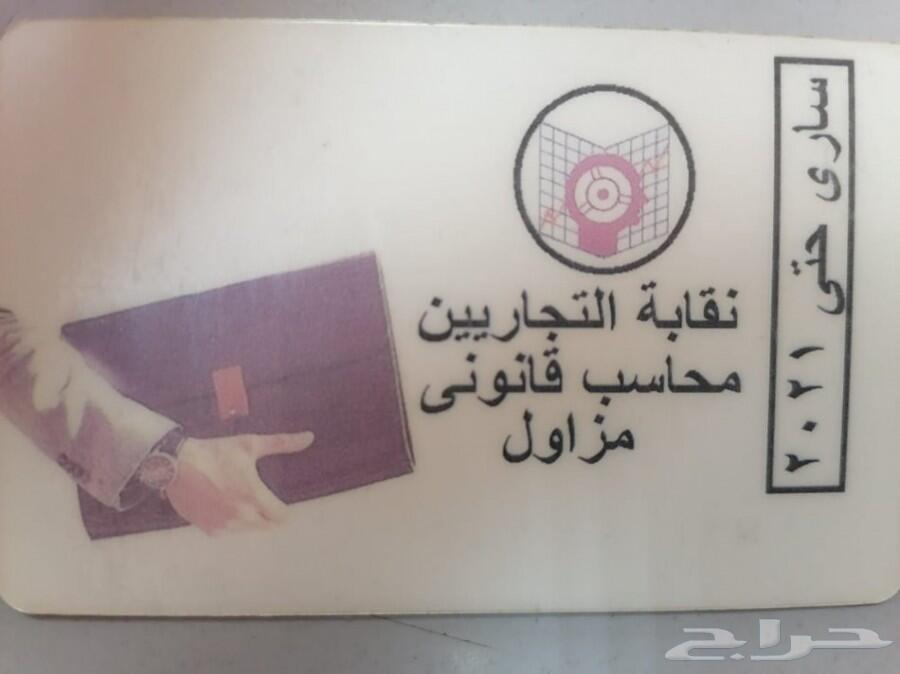 نقابة التجاريين
محاسب قانونى
مزاول
سارى حتى ٢٠٢١
حراج